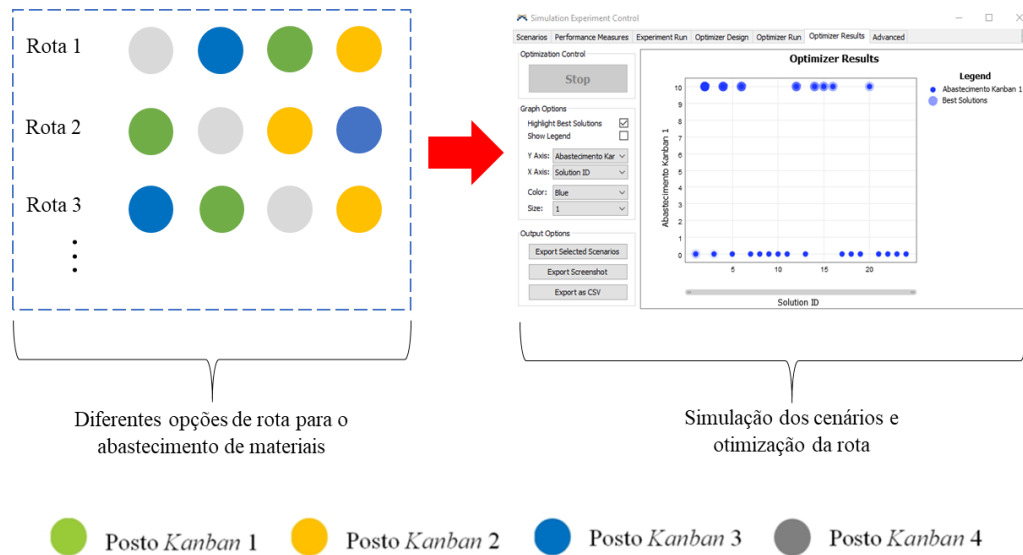 Rota 1
Rota 2
Rota 3
Diferentes opções de rota para o
abastecimento de materiais
Simulation Experiment Control
Scenarios Performance Measures Experiment Run Optimizer Design Optimizer Run Optimizer Results Advanced
Optimization Control
Stop
Graph Options
Highlight Best Solutions
Show Legend
Y Axis: Abastecimento Kar
X Axis: Solution ID
Color: Blue
Size: 1
Output Options
Export Selected Scenarios
Export Screenshot
Export as CSV
Optimizer Results
Abastecimento Kanban 1
10
9
8
7
6
5
4
3
2
1
0
5 10 15 20
Solution ID
Legend
Abastecimento Kanban 1
Best Solutions
Simulação dos cenários e
otimização da rota
Posto Kanban 1 Posto Kanban 2 Posto Kanban 3 Posto Kanban 4